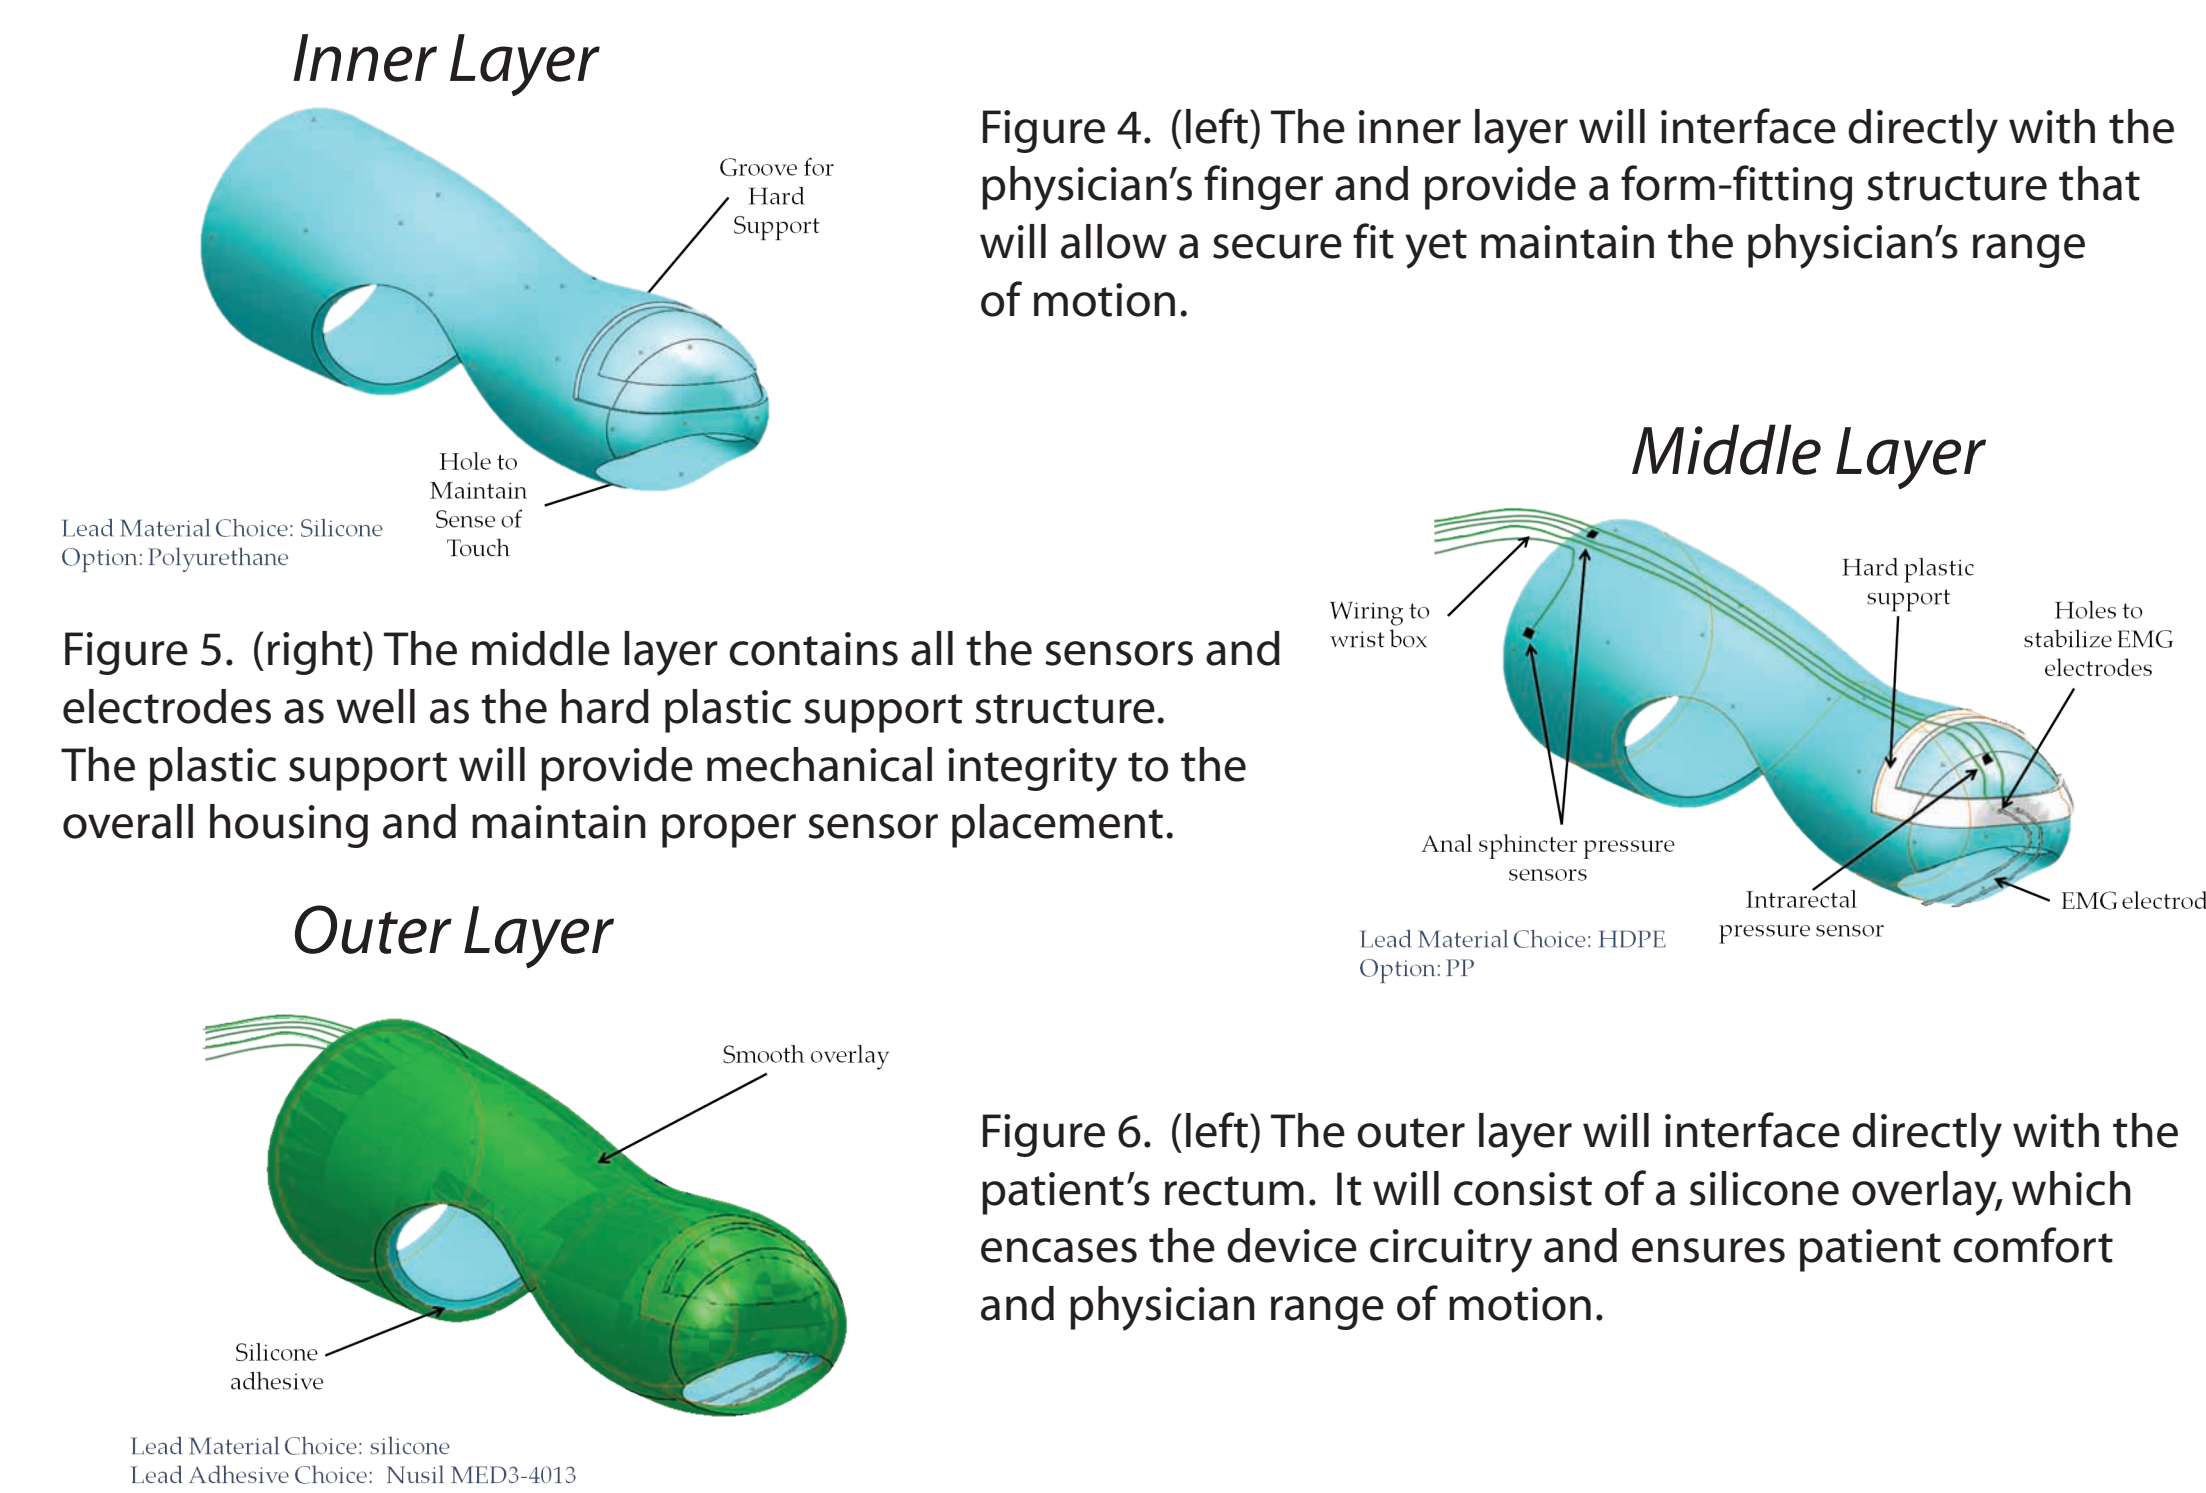 Inner Layer
Groove for
Hard
Support
Hole to
Maintain
Sense of
Touch
Lead Material Choice: Silicone
Option: Polyurethane
Figure 4. (left) The inner layer will interface directly with the
physician's finger and provide a form-fitting structure that
will allow a secure fit yet maintain the physician's range
of motion.
Middle Layer
Wiring to
wrist box
Hard plastic
support
Holes to
stabilize EMG
electrodes
Anal sphincter pressure
sensors
Intrarectal
pressure sensor
EMG electrod
Lead Material Choice: HDPE
Option: PP
Figure 5. (right) The middle layer contains all the sensors and
electrodes as well as the hard plastic support structure.
The plastic support will provide mechanical integrity to the
overall housing and maintain proper sensor placement.
Outer Layer
Smooth overlay
Silicone
adhesive
Lead Material Choice: silicone
Lead Adhesive Choice: Nusil MED3-4013
Figure 6. (left) The outer layer will interface directly with the
patient's rectum. It will consist of a silicone overlay, which
encases the device circuitry and ensures patient comfort
and physician range of motion.